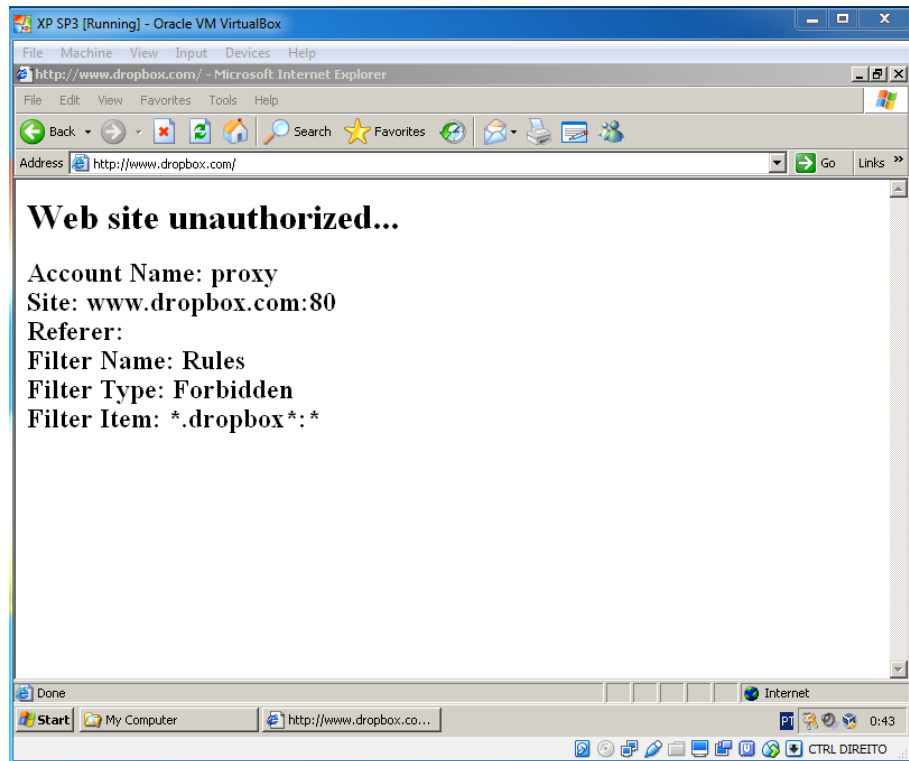 XP SP3 [Running] - Oracle VM VirtualBox
File Machine View Input Devices Help
http://www.dropbox.com/ - Microsoft Internet Explorer
File Edit View Favorites Tools Help
Back Search Favorites
Address http://www.dropbox.com/ Go Links »
Web site unauthorized...
Account Name: proxy
Site: www.dropbox.com:80
Referer:
Filter Name: Rules
Filter Type: Forbidden
Filter Item: *.dropbox*:*
Done Internet
Start My Computer http://www.dropbox.co... PT 0:43
CTRL DIREITO